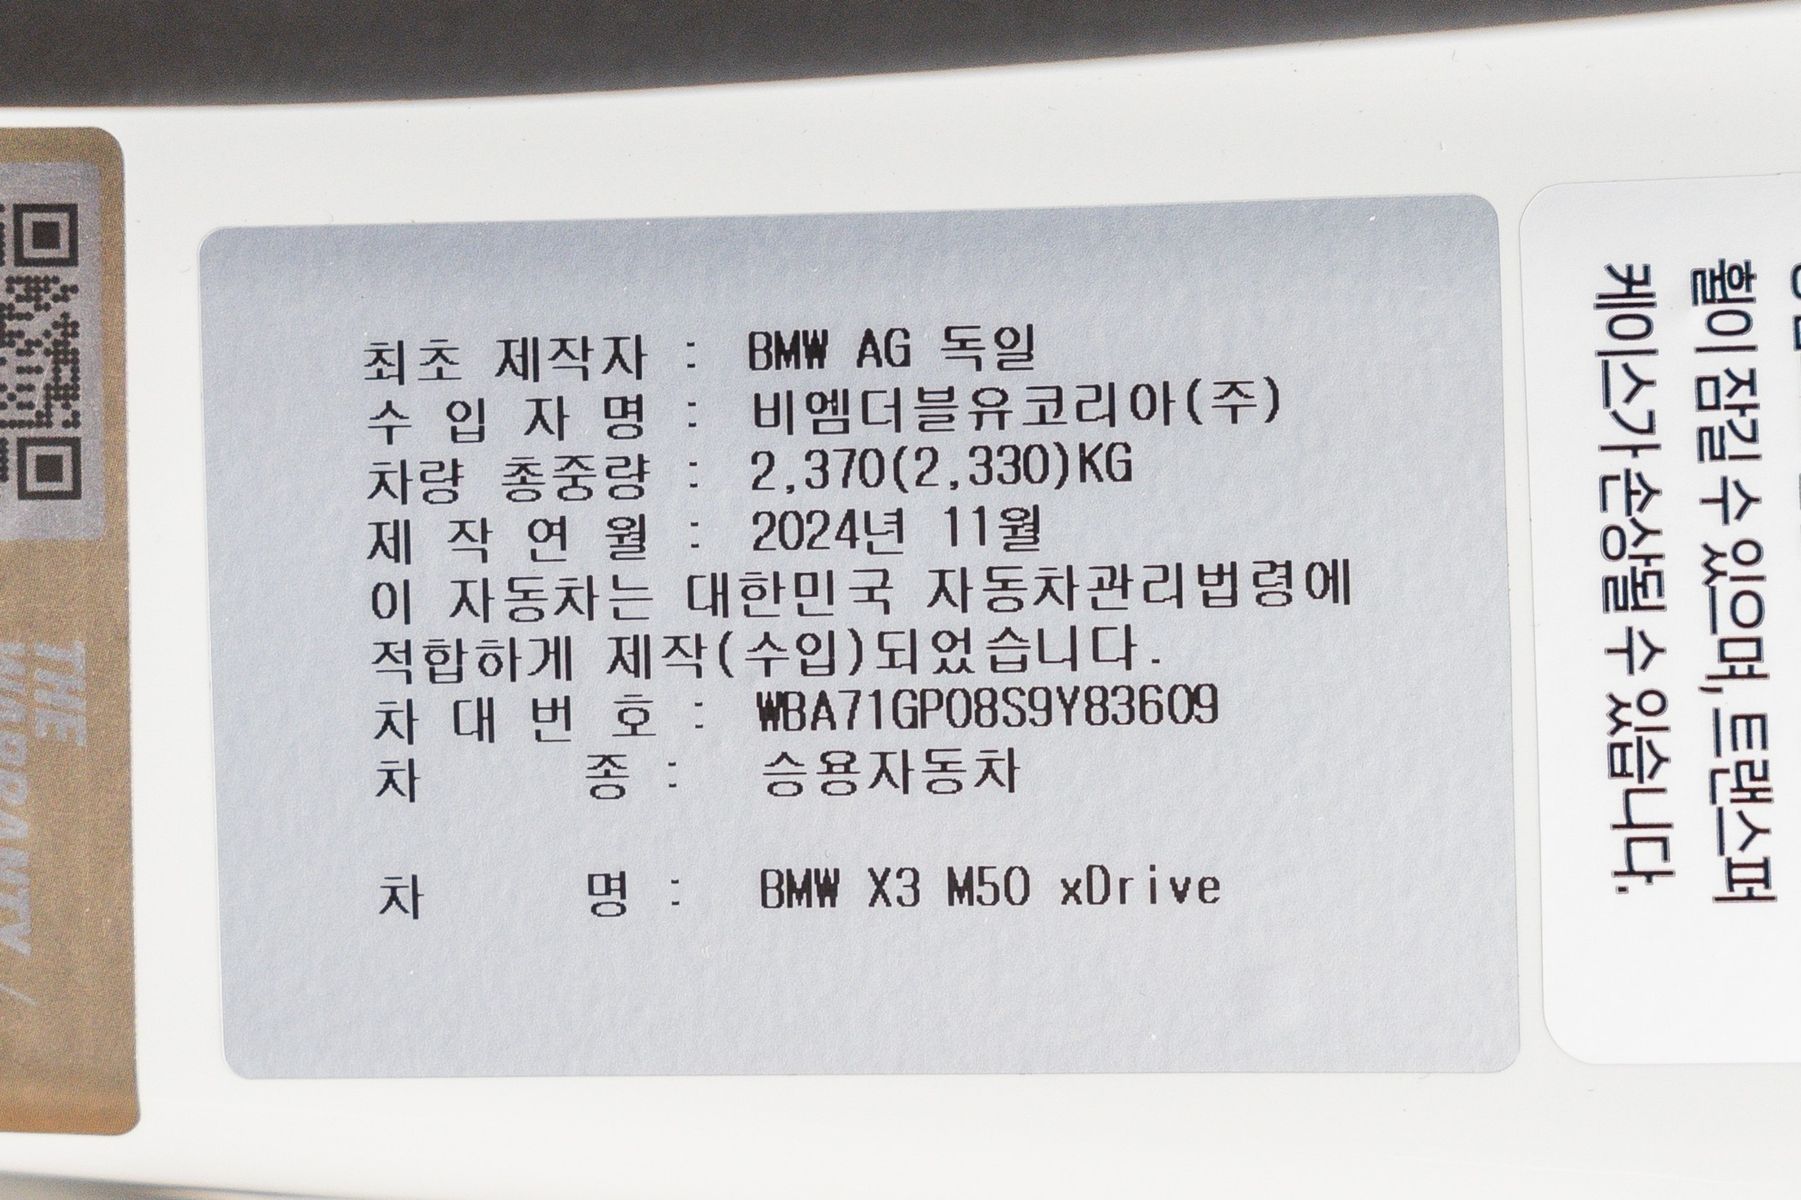 최초 제작자 : BMW AG 독일
수 입 자 명 : 비엠더블유코리아(주)
차량 총중량 : 2,370(2,330)KG
제 작 연 월 : 2024년 11월
이 자동차는 대한민국 자동차관리법령에
적합하게 제작(수입)되었습니다.
차 대 번 호 : WBA71GP08S9Y83609
차 종 : 승용자동차
차 명 : BMW X3 M50 xDrive
휠이 잠길 수 있으며, 트랜스퍼
케이스가 손상될 수 있습니다.
THE
WARRANTY /